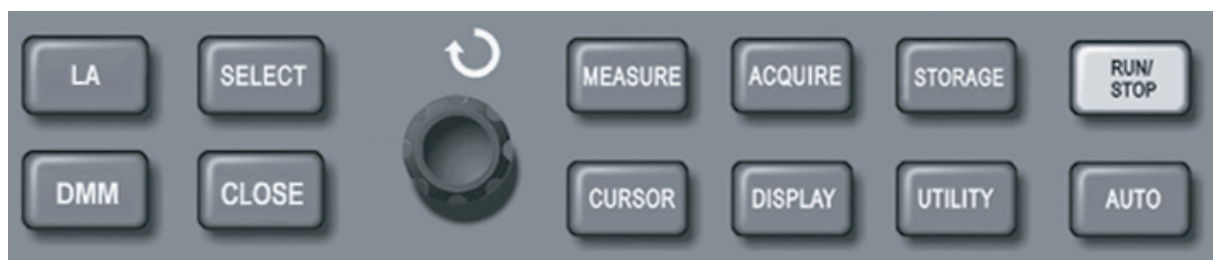 LA
SELECT
MEASURE
ACQUIRE
STORAGE
RUN/
STOP
DMM
CLOSE
CURSOR
DISPLAY
UTILITY
AUTO